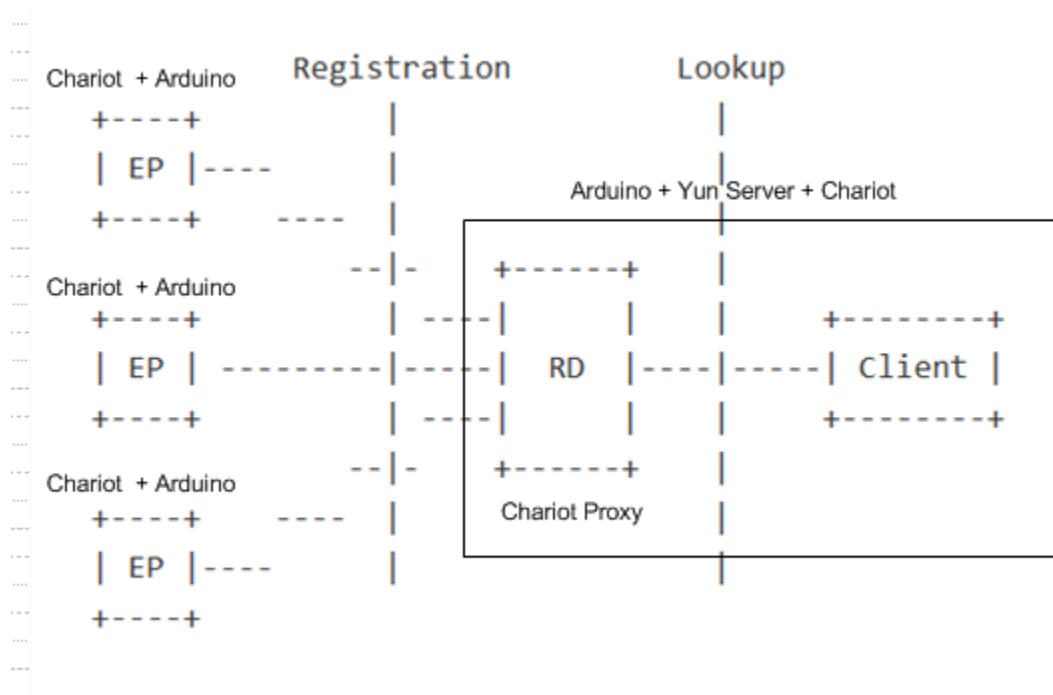 Chariot + Arduino
Registration
Lookup
EP
Arduino + Yun Server + Chariot
Chariot + Arduino
EP
RD
Client
Chariot + Arduino
Chariot Proxy
EP